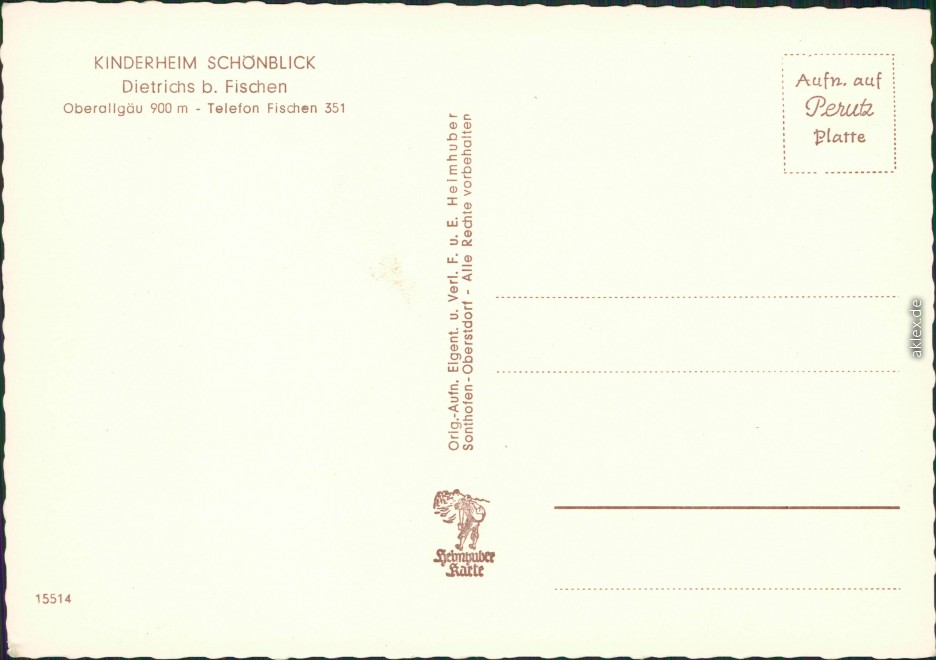 KINDERHEIM SCHÖNBLICK
Dietrichs b. Fischen
Oberallgäu 900 m - Telefon Fischen 351
Aufn. auf
Perutz
Platte
Orig.-Aufn. Eigent. u. Verl. F. u. E. Heimhuber
Sonthofen-Oberstdorf - Alle Rechte vorbehalten
Heimhuber
Karte
15514
aklex.de